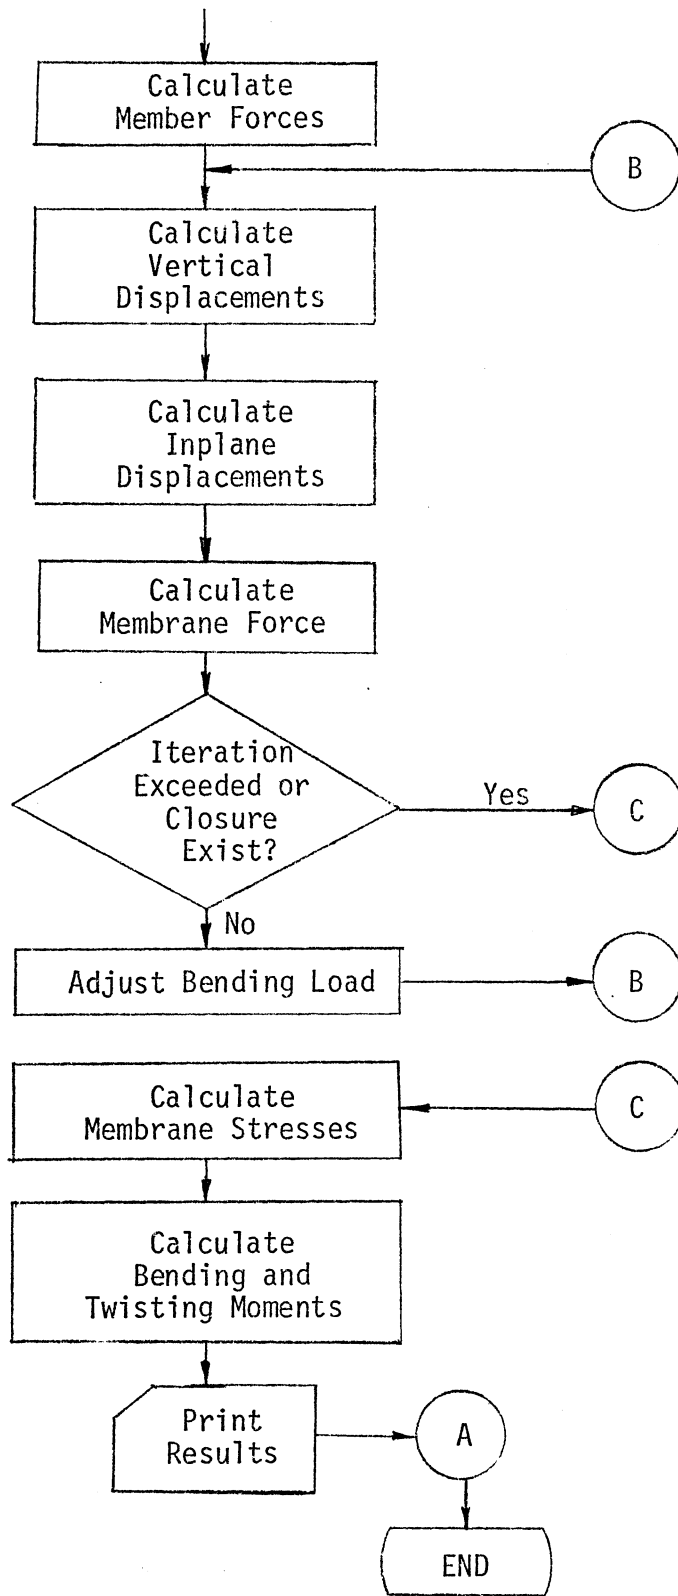 Calculate
Member Forces
B
Calculate
Vertical
Displacements
Calculate
Inplane
Displacements
Calculate
Membrane Force
Iteration
Exceeded or
Closure
Exist?
Yes
C
No
Adjust Bending Load
B
Calculate
Membrane Stresses
C
Calculate
Bending and
Twisting Moments
Print
Results
A
END